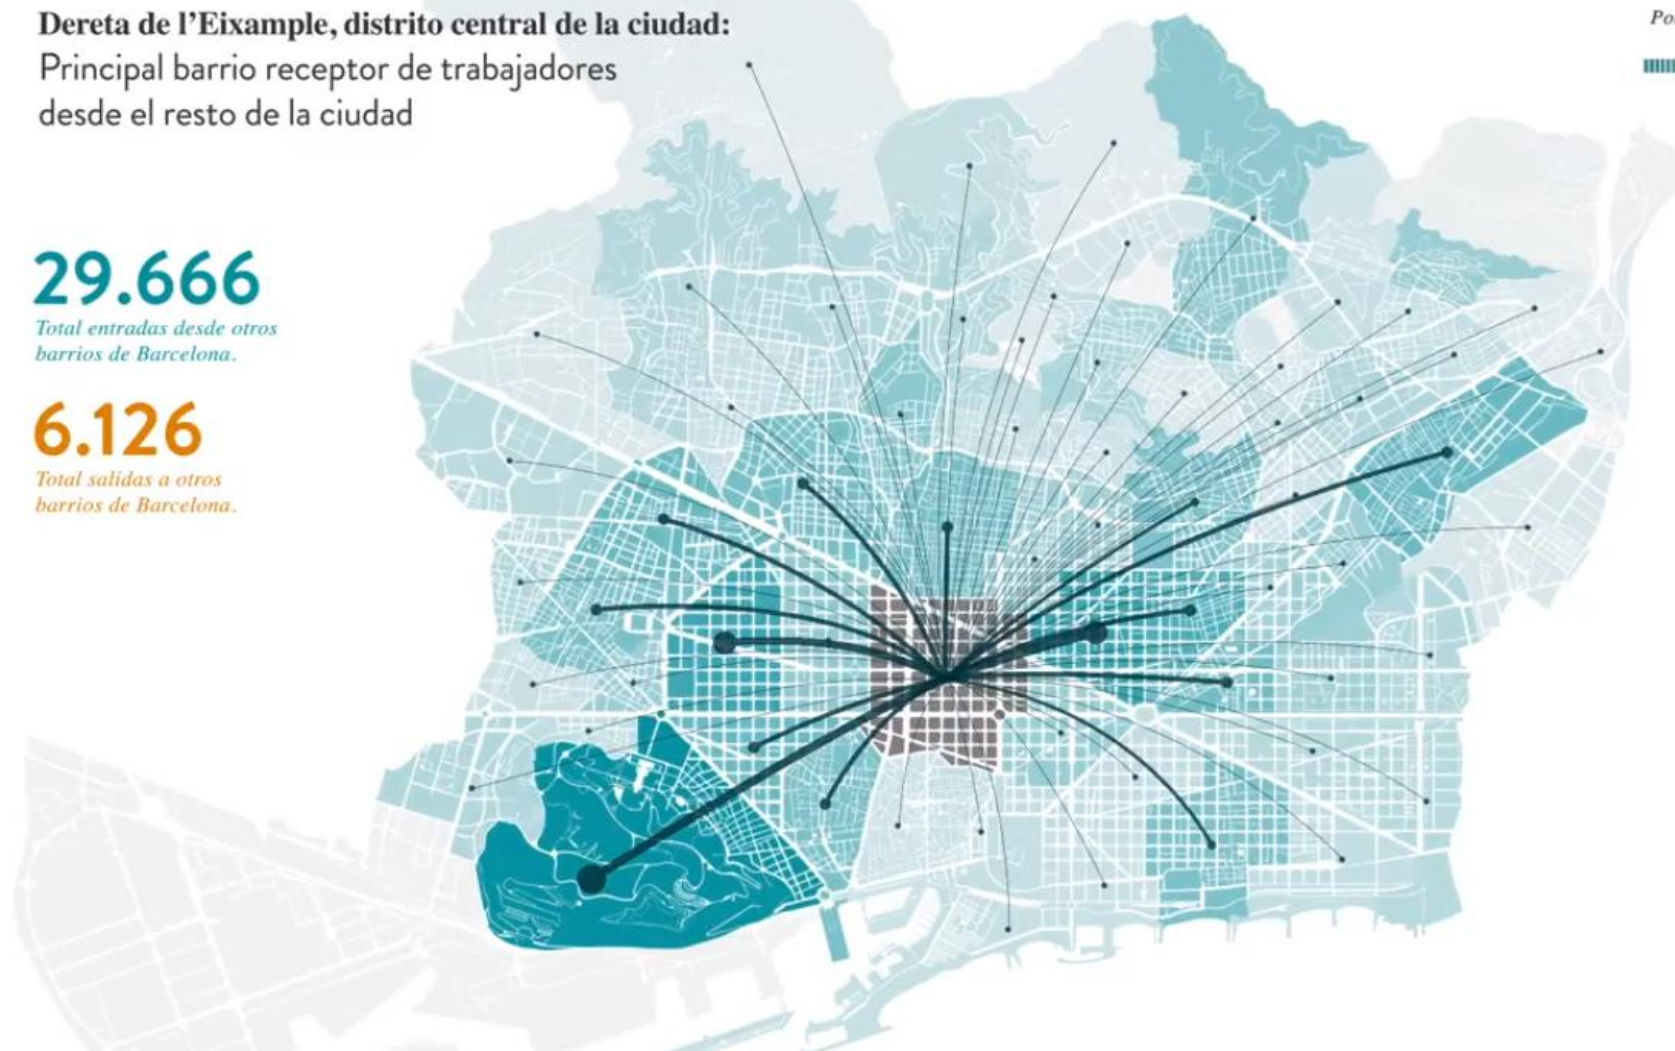 Dereta de l’Eixample, distrito central de la ciudad:
Principal barrio receptor de trabajadores
desde el resto de la ciudad
29.666
Total entradas desde otros
barrios de Barcelona.
6.126
Total salidas a otros
barrios de Barcelona.